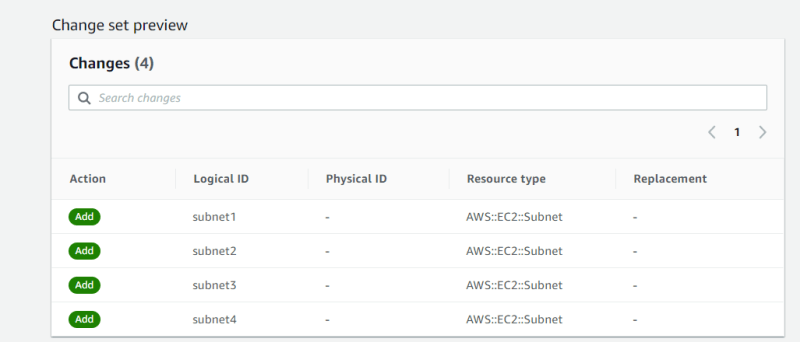 Change set preview
Changes (4)
Search changes
1
Action Logical ID Physical ID Resource type Replacement
Add subnet1 - AWS::EC2::Subnet -
Add subnet2 - AWS::EC2::Subnet -
Add subnet3 - AWS::EC2::Subnet -
Add subnet4 - AWS::EC2::Subnet -